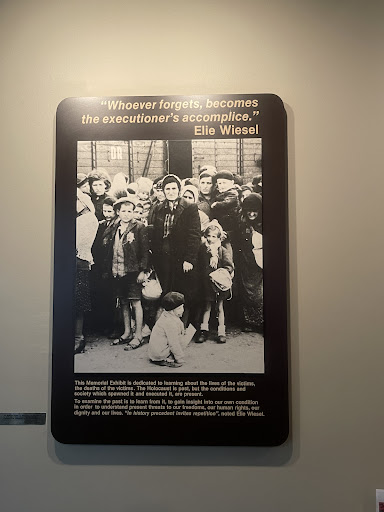 "Whoever forgets, becomes
the executioner's accomplice."
Elie Wiesel
This Memorial Exhibit is dedicated to learning about the lives of the victims,
the deaths of the victims. The Holocaust is past, but the conditions and
society which spawned it and executed it, are present.
To examine the past is to learn from it, to gain insight into our own condition
in order to understand present threats to our freedoms, our human rights, our
dignity and our lives. "In history precedent invites repetition", noted Elie Wiesel.